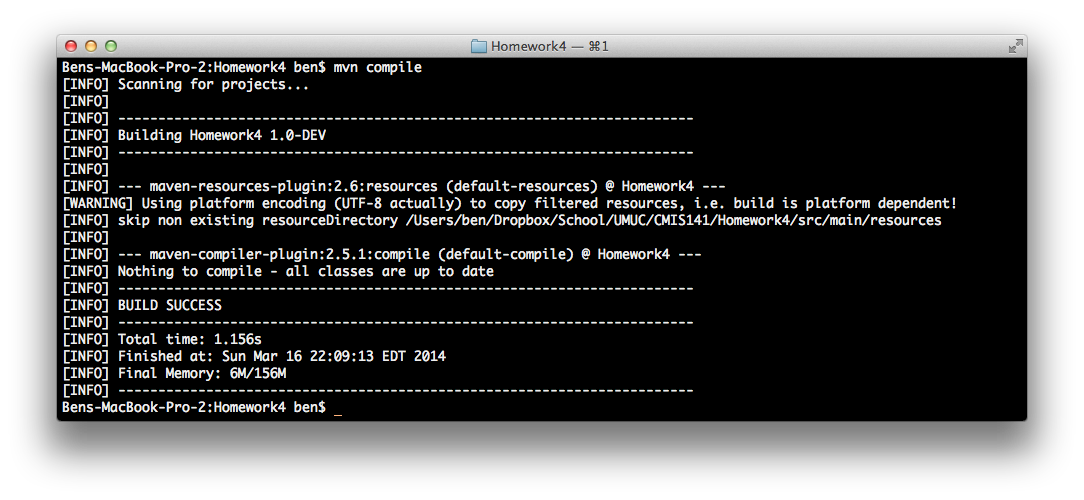 Homework4 — ⌘1
Bens-MacBook-Pro-2:Homework4 ben$ mvn compile
[INFO] Scanning for projects...
[INFO]
[INFO] ------------------------------------------------------------------------
[INFO] Building Homework4 1.0-DEV
[INFO] ------------------------------------------------------------------------
[INFO]
[INFO] --- maven-resources-plugin:2.6:resources (default-resources) @ Homework4 ---
[WARNING] Using platform encoding (UTF-8 actually) to copy filtered resources, i.e. build is platform dependent!
[INFO] skip non existing resourceDirectory /Users/ben/Dropbox/School/UMUC/CMIS141/Homework4/src/main/resources
[INFO]
[INFO] --- maven-compiler-plugin:2.5.1:compile (default-compile) @ Homework4 ---
[INFO] Nothing to compile - all classes are up to date
[INFO] ------------------------------------------------------------------------
[INFO] BUILD SUCCESS
[INFO] ------------------------------------------------------------------------
[INFO] Total time: 1.156s
[INFO] Finished at: Sun Mar 16 22:09:13 EDT 2014
[INFO] Final Memory: 6M/156M
[INFO] ------------------------------------------------------------------------
Bens-MacBook-Pro-2:Homework4 ben$ _